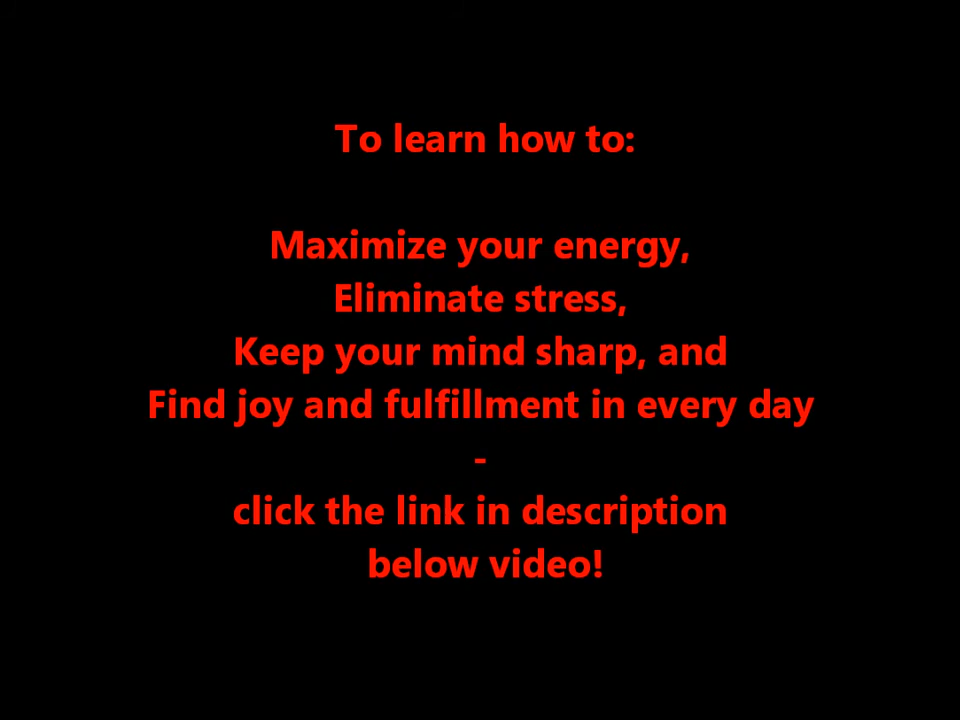 To learn how to:
Maximize your energy,
Eliminate stress,
Keep your mind sharp, and
Find joy and fulfillment in every day
-
click the link in description
below video!